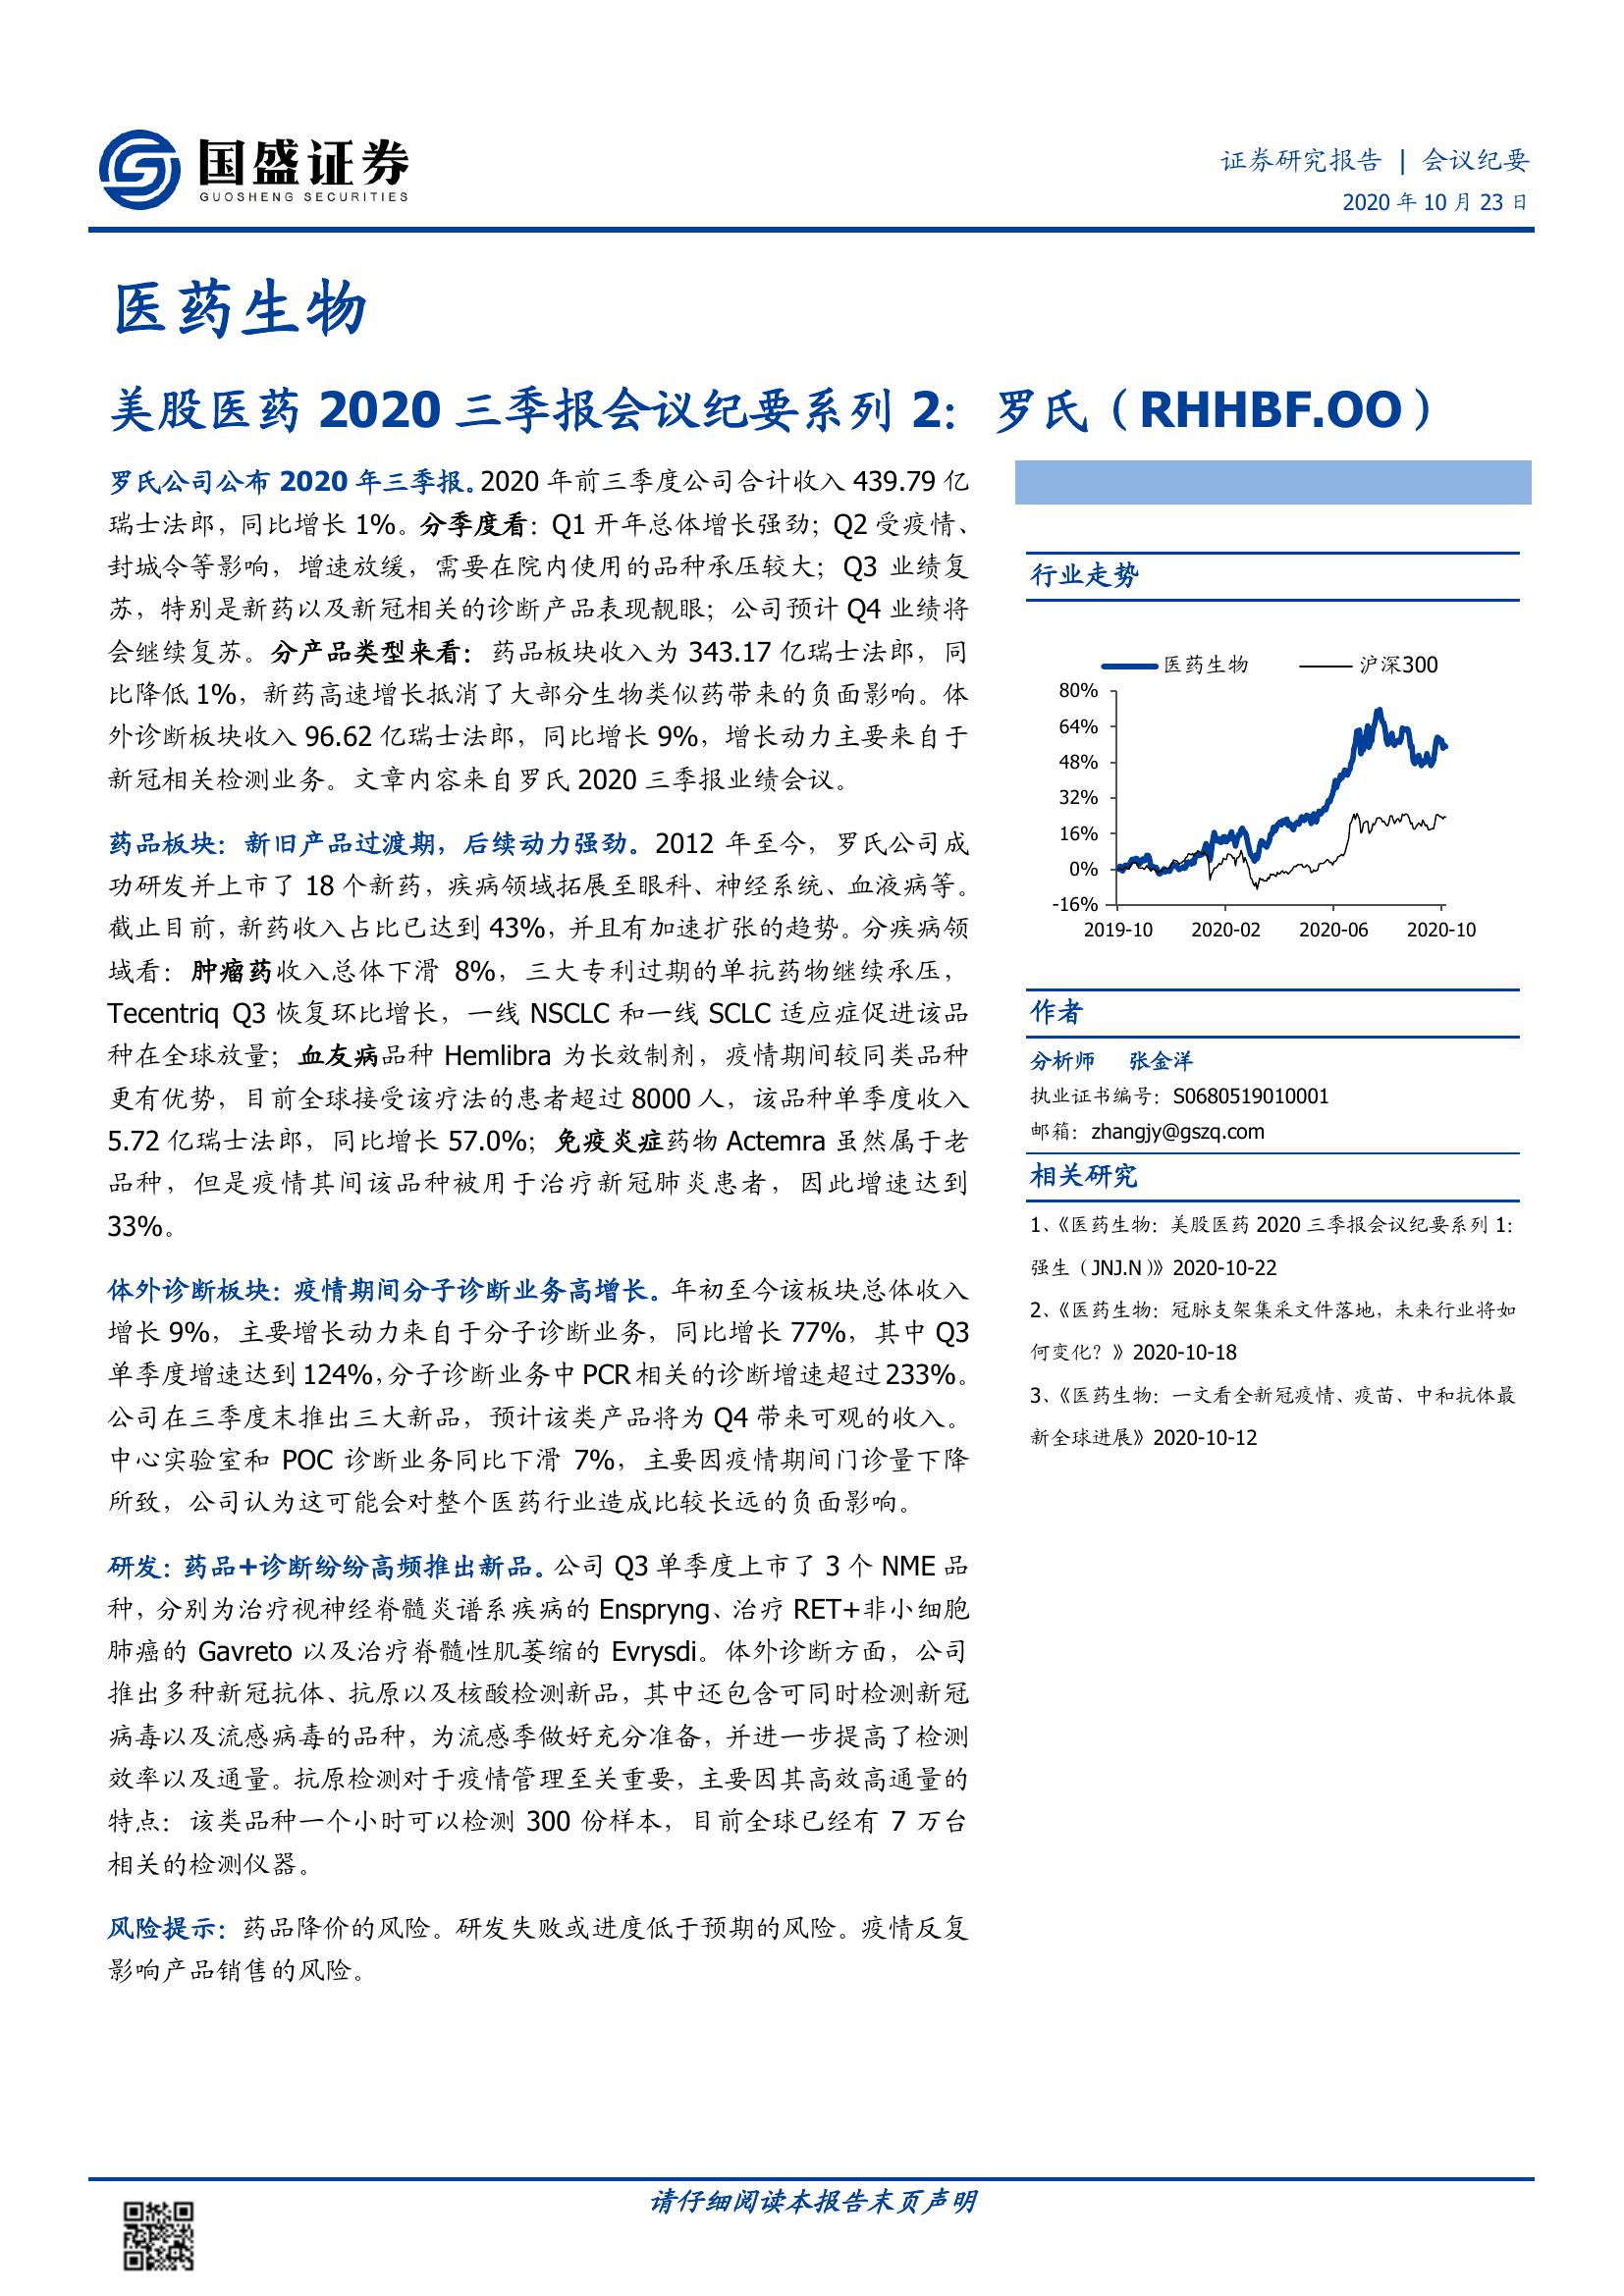 国盛证券
GUOSHENG SECURITIES
证券研究报告 | 会议纪要
2020 年 10 月 23 日
医药生物
美股医药 2020 三季报会议纪要系列 2：罗氏（RHHBF.OO）
罗氏公司公布 2020 年三季报。2020 年前三季度公司合计收入 439.79 亿
瑞士法郎，同比增长 1%。分季度看：Q1 开年总体增长强劲；Q2 受疫情、
封城令等影响，增速放缓，需要在院内使用的品种承压较大；Q3 业绩复
苏，特别是新药以及新冠相关的诊断产品表现靓眼；公司预计 Q4 业绩将
会继续复苏。分产品类型来看：药品板块收入为 343.17 亿瑞士法郎，同
比降低 1%，新药高速增长抵消了大部分生物类似药带来的负面影响。体
外诊断板块收入 96.62 亿瑞士法郎，同比增长 9%，增长动力主要来自于
新冠相关检测业务。文章内容来自罗氏 2020 三季报业绩会议。
药品板块：新旧产品过渡期，后续动力强劲。2012 年至今，罗氏公司成
功研发并上市了 18 个新药，疾病领域拓展至眼科、神经系统、血液病等。
截止目前，新药收入占比已达到 43%，并且有加速扩张的趋势。分疾病领
域看：肿瘤药收入总体下滑 8%，三大专利过期的单抗药物继续承压，
Tecentriq Q3 恢复环比增长，一线 NSCLC 和一线 SCLC 适应症促进该品
种在全球放量；血友病品种 Hemlibra 为长效制剂，疫情期间较同类品种
更有优势，目前全球接受该疗法的患者超过 8000 人，该品种单季度收入
5.72 亿瑞士法郎，同比增长 57.0%；免疫炎症药物 Actemra 虽然属于老
品种，但是疫情其间该品种被用于治疗新冠肺炎患者，因此增速达到
33%。
体外诊断板块：疫情期间分子诊断业务高增长。年初至今该板块总体收入
增长 9%，主要增长动力来自于分子诊断业务，同比增长 77%，其中 Q3
单季度增速达到 124%，分子诊断业务中 PCR 相关的诊断增速超过 233%。
公司在三季度末推出三大新品，预计该类产品将为 Q4 带来可观的收入。
中心实验室和 POC 诊断业务同比下滑 7%，主要因疫情期间门诊量下降
所致，公司认为这可能会对整个医药行业造成比较长远的负面影响。
研发：药品+诊断纷纷高频推出新品。公司 Q3 单季度上市了 3 个 NME 品
种，分别为治疗视神经脊髓炎谱系疾病的 Enspryng、治疗 RET+非小细胞
肺癌的 Gavreto 以及治疗脊髓性肌萎缩的 Evrysdi。体外诊断方面，公司
推出多种新冠抗体、抗原以及核酸检测新品，其中还包含可同时检测新冠
病毒以及流感病毒的品种，为流感季做好充分准备，并进一步提高了检测
效率以及通量。抗原检测对于疫情管理至关重要，主要因其高效高通量的
特点：该类品种一个小时可以检测 300 份样本，目前全球已经有 7 万台
相关的检测仪器。
风险提示：药品降价的风险。研发失败或进度低于预期的风险。疫情反复
影响产品销售的风险。
行业走势
医药生物 沪深300
80%
64%
48%
32%
16%
0%
-16%
2019-10 2020-02 2020-06 2020-10
作者
分析师 张金洋
执业证书编号：S0680519010001
邮箱：zhangjy@gszq.com
相关研究
1、《医药生物：美股医药 2020 三季报会议纪要系列 1：
强生（JNJ.N）》2020-10-22
2、《医药生物：冠脉支架集采文件落地，未来行业将如
何变化？》2020-10-18
3、《医药生物：一文看全新冠疫情、疫苗、中和抗体最
新全球进展》2020-10-12
请仔细阅读本报告末页声明